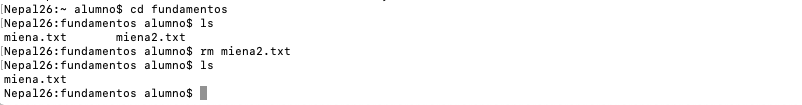 [Nepal26:~ alumno$ cd fundamentos
[Nepal26:fundamentos alumno$ ls
miena.txt       miena2.txt
[Nepal26:fundamentos alumno$ rm miena2.txt
[Nepal26:fundamentos alumno$ ls
miena.txt
Nepal26:fundamentos alumno$